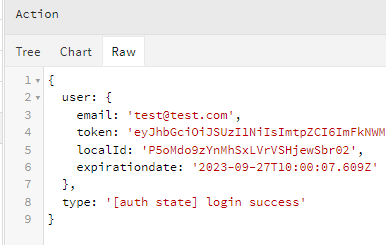 Action
Tree Chart Raw
1 {
2 user: {
3 email: 'test@test.com',
4 token: 'eyJhbGciOiJSUzI1NiIsImtpZCI6ImFkNWM
5 localId: 'P5oMdo9zYnMhSxLVrVSHjewSbr02',
6 expirationdate: '2023-09-27T10:00:07.609Z'
7 },
8 type: '[auth state] login success'
9 }